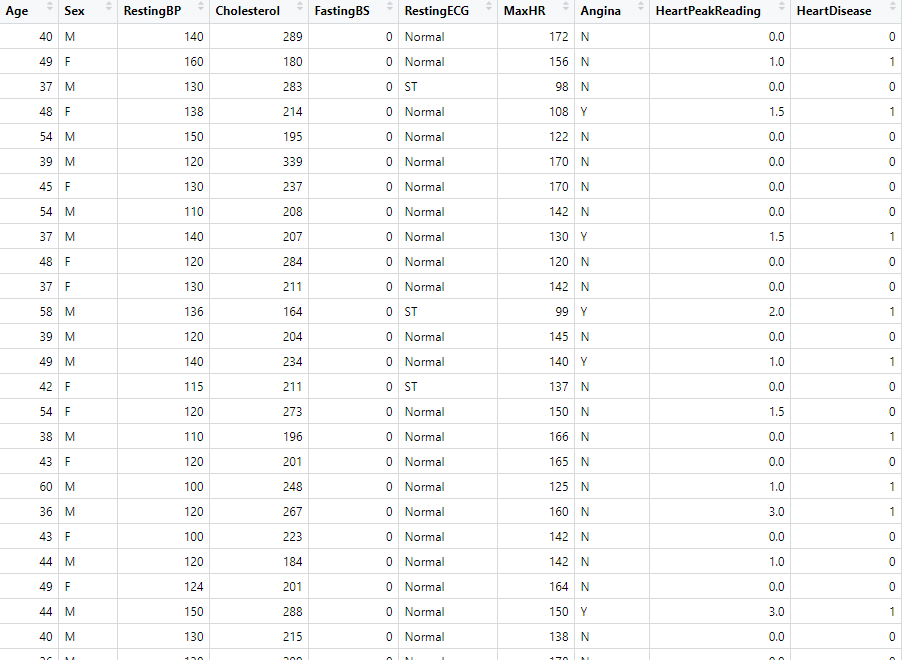 Age Sex RestingBP Cholesterol FastingBS RestingECG MaxHR Angina HeartPeakReading HeartDisease
40 M 140 289 0 Normal 172 N 0.0 0
49 F 160 180 0 Normal 156 N 1.0 1
37 M 130 283 0 ST 98 N 0.0 0
48 F 138 214 0 Normal 108 Y 1.5 1
54 M 150 195 0 Normal 122 N 0.0 0
39 M 120 339 0 Normal 170 N 0.0 0
45 F 130 237 0 Normal 170 N 0.0 0
54 M 110 208 0 Normal 142 N 0.0 0
37 M 140 207 0 Normal 130 Y 1.5 1
48 F 120 284 0 Normal 120 N 0.0 0
37 F 130 211 0 Normal 142 N 0.0 0
58 M 136 164 0 ST 99 Y 2.0 1
39 M 120 204 0 Normal 145 N 0.0 0
49 M 140 234 0 Normal 140 Y 1.0 1
42 F 115 211 0 ST 137 N 0.0 0
54 F 120 273 0 Normal 150 N 1.5 0
38 M 110 196 0 Normal 166 N 0.0 1
43 F 120 201 0 Normal 165 N 0.0 0
60 M 100 248 0 Normal 125 N 1.0 1
36 M 120 267 0 Normal 160 N 3.0 1
43 F 100 223 0 Normal 142 N 0.0 0
44 M 120 184 0 Normal 142 N 1.0 0
49 F 124 201 0 Normal 164 N 0.0 0
44 M 150 288 0 Normal 150 Y 3.0 1
40 M 130 215 0 Normal 138 N 0.0 0